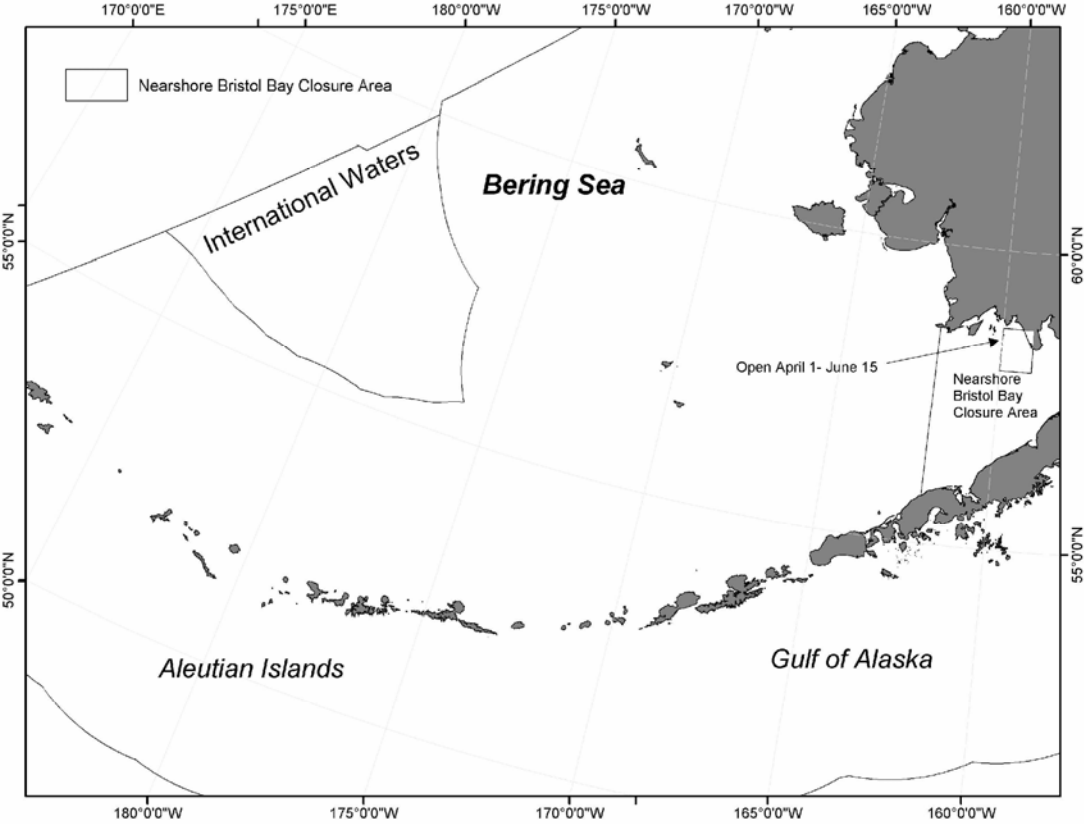 170°0'0"E
175°0'0"E
180°0'0"W
175°0'0"W
170°0'0"W
165°0'0"W
160°0'0"W
Nearshore Bristol Bay Closure Area
International Waters
Bering Sea
55°0'0"N
60°0'0"N
Open April 1- June 15
Nearshore
Bristol Bay
Closure Area
50°0'0"N
55°0'0"N
Aleutian Islands
Gulf of Alaska
180°0'0"W
175°0'0"W
170°0'0"W
165°0'0"W
160°0'0"W